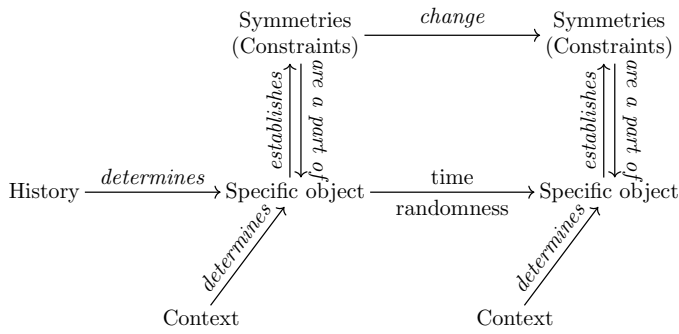 Symmetries
(Constraints)
change
Symmetries
(Constraints)
establishes
are a part of
establishes
are a part of
History
determines
Specific object
time
randomness
Specific object
determines
determines
Context
Context